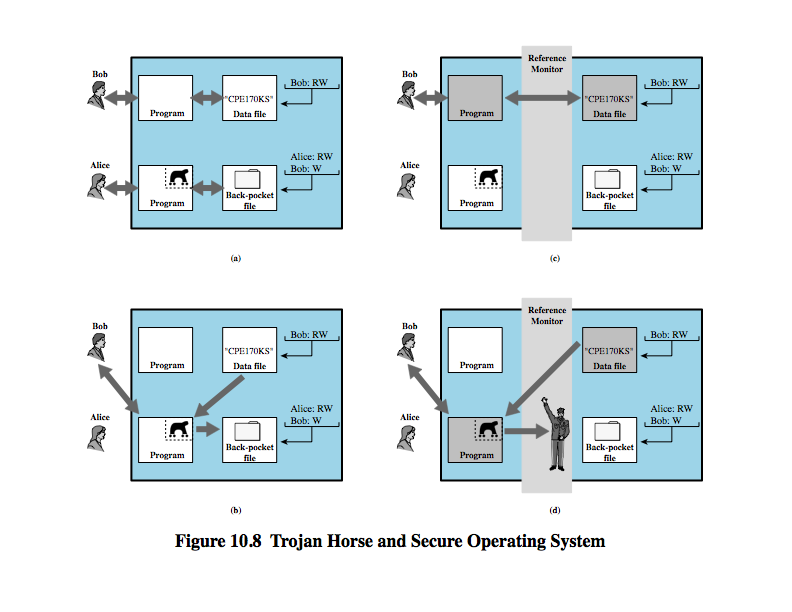 Bob
"CPE170KS"
Program
Data file
Bob: RW
Alice
Program
Back-pocket
file
Alice: RW
Bob: W
(a)
Reference
Monitor
Bob
"CPE170KS"
Program
Data file
Bob: RW
Alice
Program
Back-pocket
file
Alice: RW
Bob: W
(c)
Bob
"CPE170KS"
Program
Data file
Bob: RW
Alice
Program
Back-pocket
file
Alice: RW
Bob: W
(b)
Reference
Monitor
Bob
"CPE170KS"
Program
Data file
Bob: RW
Alice
Program
Back-pocket
file
Alice: RW
Bob: W
(d)
Figure 10.8 Trojan Horse and Secure Operating System